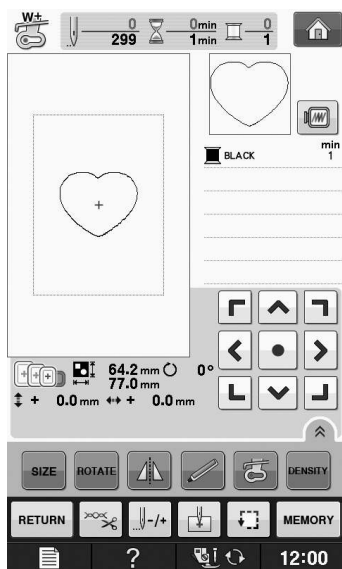 W±
0 0min 0
299 1min 1
min
BLACK 1
64.2 mm 0°
77.0 mm
+ 0.0 mm + 0.0 mm
SIZE ROTATE DENSITY
RETURN -/+ MEMORY
? 12:00